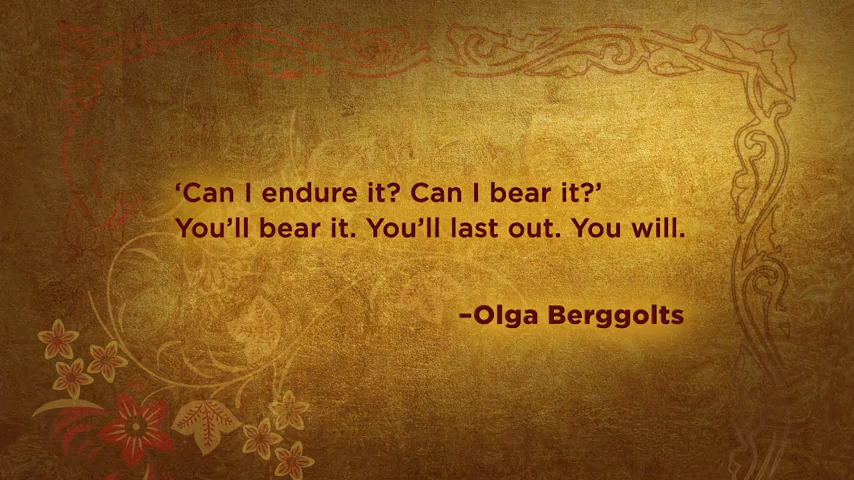 ‘Can I endure it? Can I bear it?’
You’ll bear it. You’ll last out. You will.
–Olga Berggolts